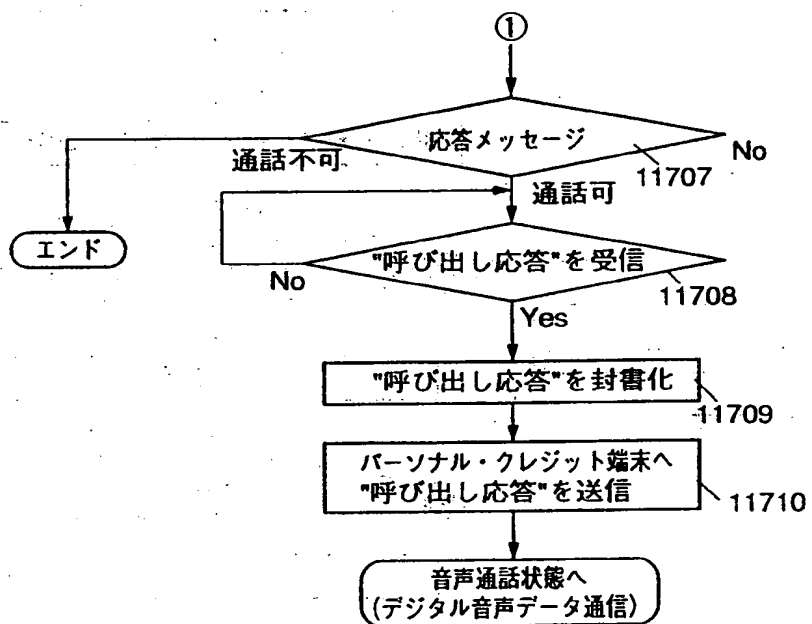 ①
応答メッセージ
No
通話不可
11707
通話可
エンド
"呼び出し応答"を受信
No
11708
Yes
"呼び出し応答"を封書化
11709
パーソナル・クレジット端末へ
"呼び出し応答"を送信
11710
音声通話状態へ
(デジタル音声データ通信)